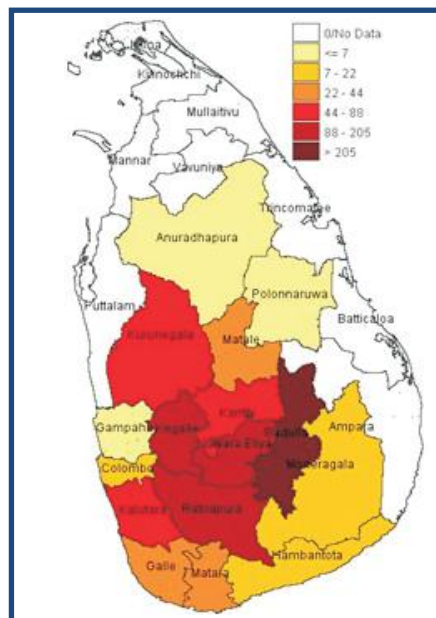 0/No Data
<= 7
7 - 22
22 - 44
44 - 88
88 - 205
> 205
Kilinochchi
Mullaitivu
Mannar
Vavuniya
Trincomalee
Anuradhapura
Polonnaruwa
Puttalam
Batticaloa
Kurunegala
Matale
Gampaha
Kegalle
Kandy
Ampara
Nuwara Eliya
Badulla
Colombo
Moneragala
Kalutara
Ratnapura
Hambantota
Galle
Matara